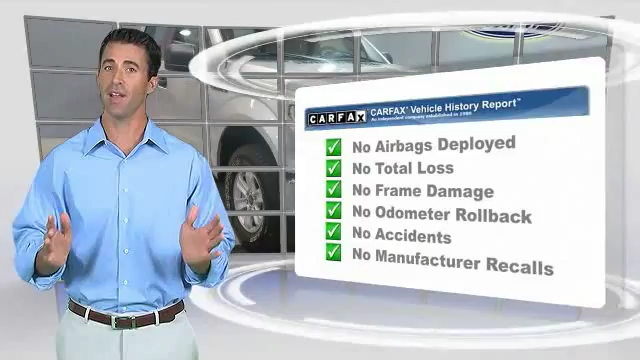 CARFAX
CARFAX Vehicle History Report™
An independent company established in 1986
No Airbags Deployed
No Total Loss
No Frame Damage
No Odometer Rollback
No Accidents
No Manufacturer Recalls